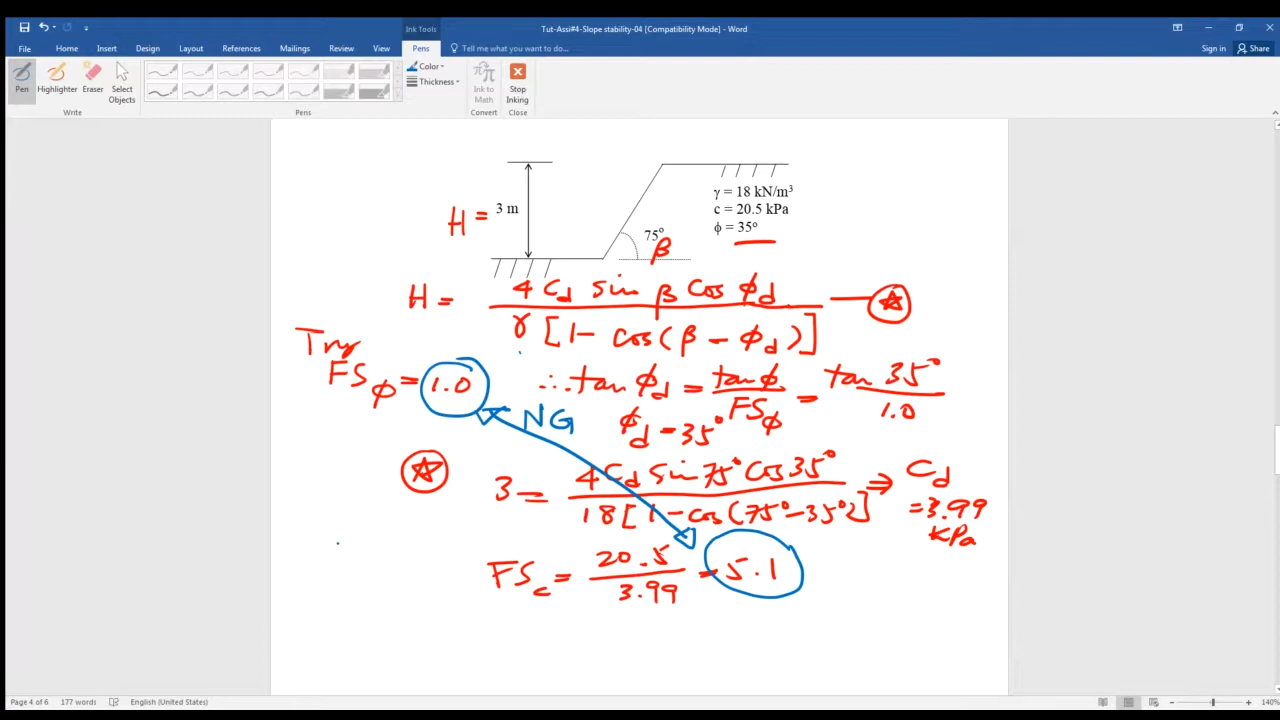 Ink Tools
Tut-Assi#4-Slope stability-04 [Compatibility Mode] - Word
File Home Insert Design Layout References Mailings Review View Pens Tell me what you want to do... Sign in Share
Pen Highlighter Eraser Select Objects
Color
Thickness
Ink to Math
Stop Inking
Write Pens Convert Close
H = 3 m
75°
β
γ = 18 kN/m³
c = 20.5 kPa
ϕ = 35°
H = 4 Cd sin β Cos ϕd / γ [1 - cos(β - ϕd)] — ☆
Try
FSϕ = 1.0
∴ tan ϕd = tan ϕ / FSϕ = tan 35° / 1.0
NG
ϕd = 35°
☆ 3 = 4 Cd Sin 75° Cos 35° / 18 [1 - cos(75° - 35°)] ⇒ Cd = 3.99 kPa
FSc = 20.5 / 3.99 = 5.1
Page 4 of 6 177 words English (United States) 140%